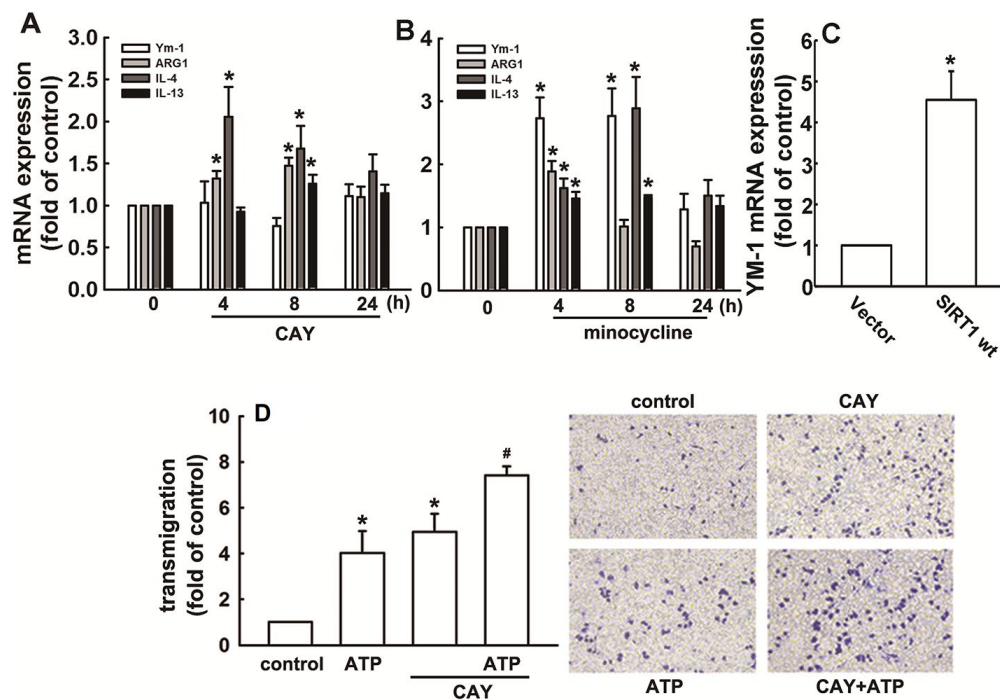 A
mRNA expression
(fold of control)
3.0
2.5
2.0
1.5
1.0
0.5
0.0
Ym-1
ARG1
IL-4
IL-13
*
*
*
*
*
0
4
8
24
(h)
CAY
B
4
3
2
1
0
Ym-1
ARG1
IL-4
IL-13
*
*
*
*
*
*
*
0
4
8
24
(h)
minocycline
C
YM-1 mRNA expresssion
(fold of control)
6
5
4
3
2
1
0
*
Vector
SIRT1 wt
D
transmigration
(fold of control)
10
8
6
4
2
0
*
*
#
control
ATP
ATP
CAY
control
CAY
ATP
CAY+ATP